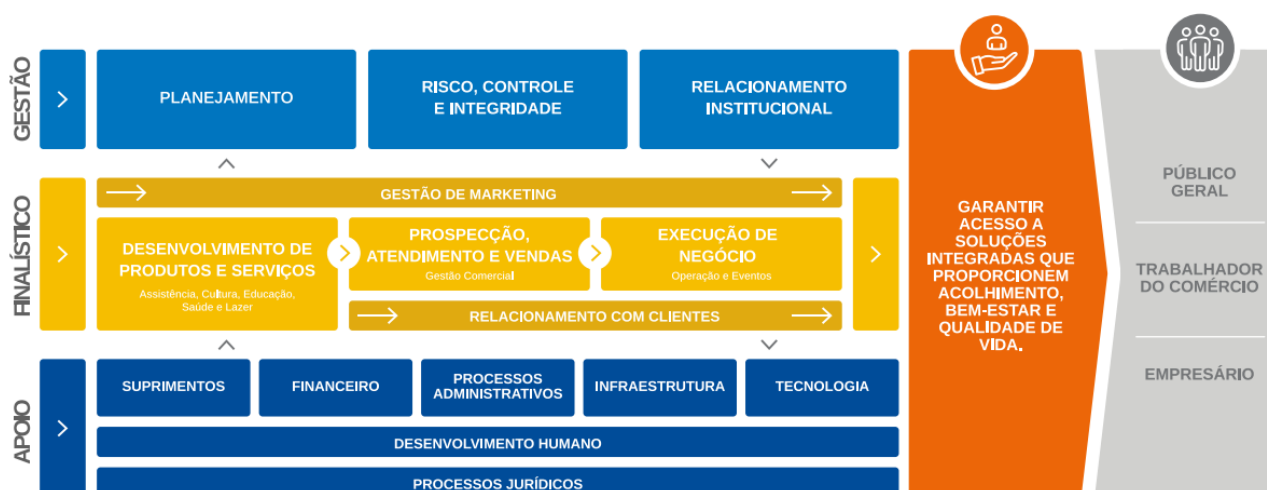 GESTÃO
PLANEJAMENTO
RISCO, CONTROLE
E INTEGRIDADE
RELACIONAMENTO
INSTITUCIONAL
FINALÍSTICO
GESTÃO DE MARKETING
DESENVOLVIMENTO DE
PRODUTOS E SERVIÇOS
Assistência, Cultura, Educação,
Saúde e Lazer
PROSPECÇÃO,
ATENDIMENTO E VENDAS
Gestão Comercial
EXECUÇÃO DE
NEGÓCIO
Operação e Eventos
RELACIONAMENTO COM CLIENTES
APOIO
SUPRIMENTOS
FINANCEIRO
PROCESSOS
ADMINISTRATIVOS
INFRAESTRUTURA
TECNOLOGIA
DESENVOLVIMENTO HUMANO
PROCESSOS JURÍDICOS
GARANTIR
ACESSO A
SOLUÇÕES
INTEGRADAS QUE
PROPORCIONEM
ACOLHIMENTO,
BEM-ESTAR E
QUALIDADE DE
VIDA.
PÚBLICO
GERAL
TRABALHADOR
DO COMÉRCIO
EMPRESÁRIO